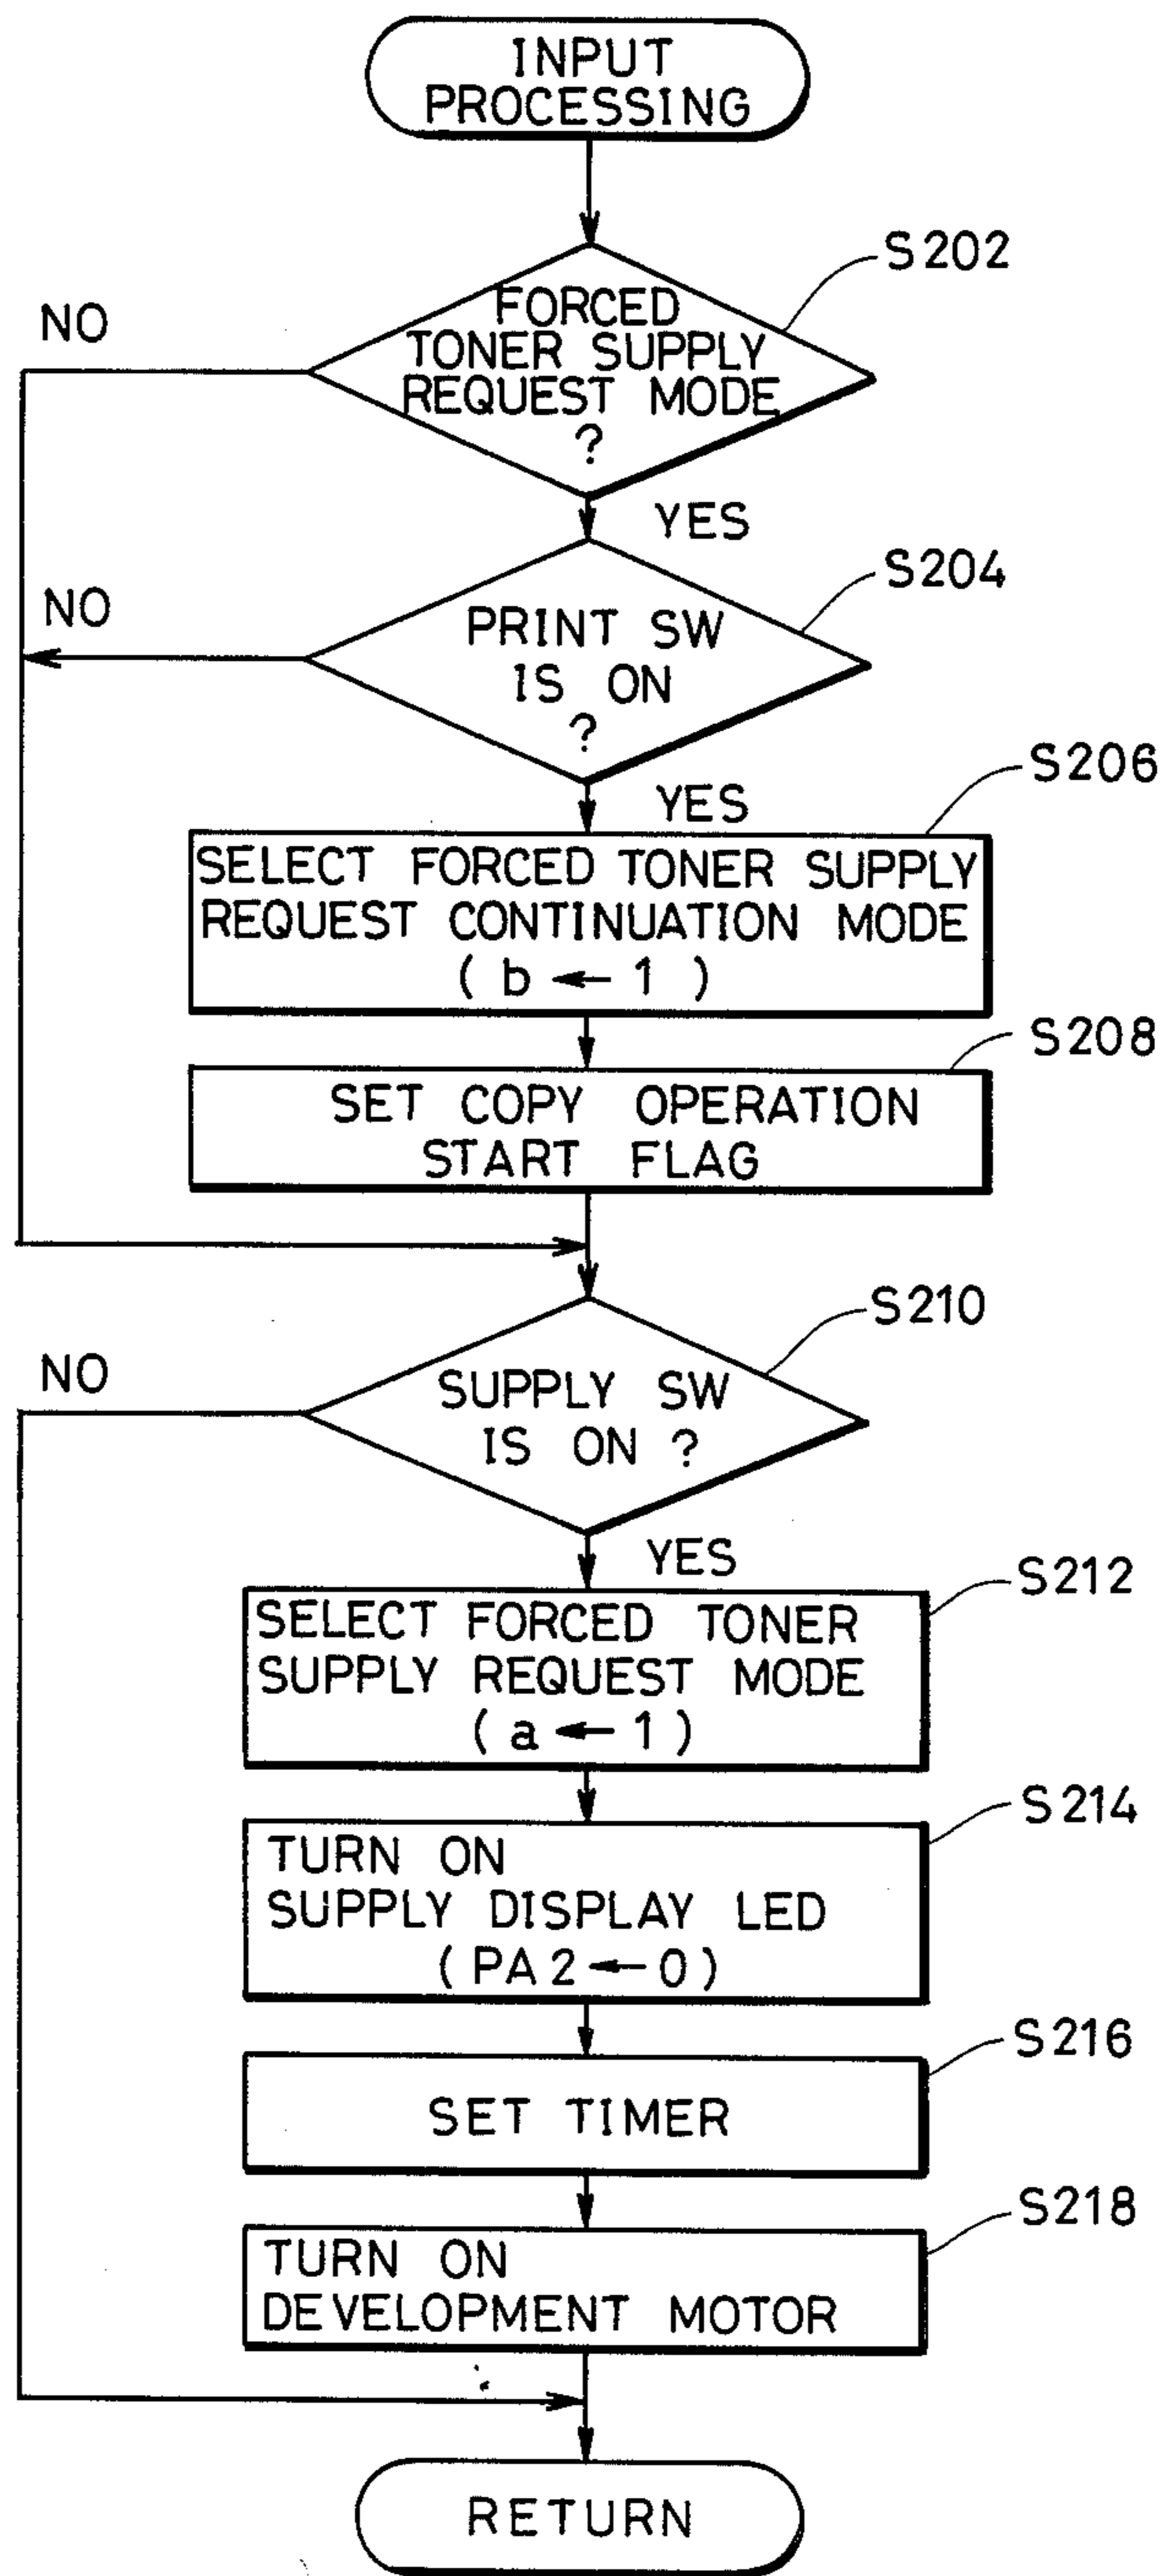 INPUT
PROCESSING
S202
NO
FORCED
TONER SUPPLY
REQUEST MODE
?
YES
S204
NO
PRINT SW
IS ON
?
S206
YES
SELECT FORCED TONER SUPPLY
REQUEST CONTINUATION MODE
( b ← 1 )
S208
SET COPY OPERATION
START FLAG
S210
NO
SUPPLY SW
IS ON ?
YES
S212
SELECT FORCED TONER
SUPPLY REQUEST MODE
( a ← 1 )
S214
TURN ON
SUPPLY DISPLAY LED
( PA2 ← 0 )
S216
SET TIMER
S218
TURN ON
DEVELOPMENT MOTOR
RETURN